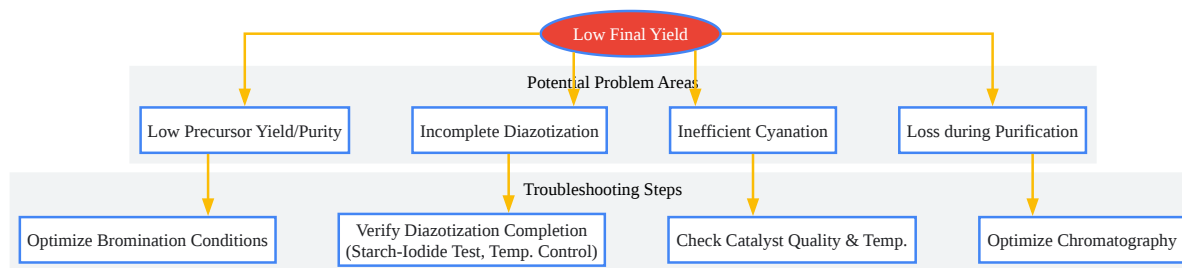 Low Final Yield
Potential Problem Areas
Low Precursor Yield/Purity
Incomplete Diazotization
Inefficient Cyanation
Loss during Purification
Troubleshooting Steps
Optimize Bromination Conditions
Verify Diazotization Completion
(Starch-Iodide Test, Temp. Control)
Check Catalyst Quality & Temp.
Optimize Chromatography